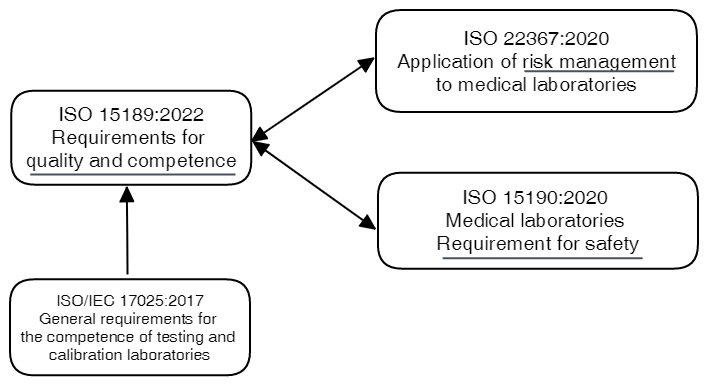 ISO 22367:2020
Application of risk management
to medical laboratories
ISO 15189:2022
Requirements for
quality and competence
ISO 15190:2020
Medical laboratories
Requirement for safety
ISO/IEC 17025:2017
General requirements for
the competence of testing and
calibration laboratories